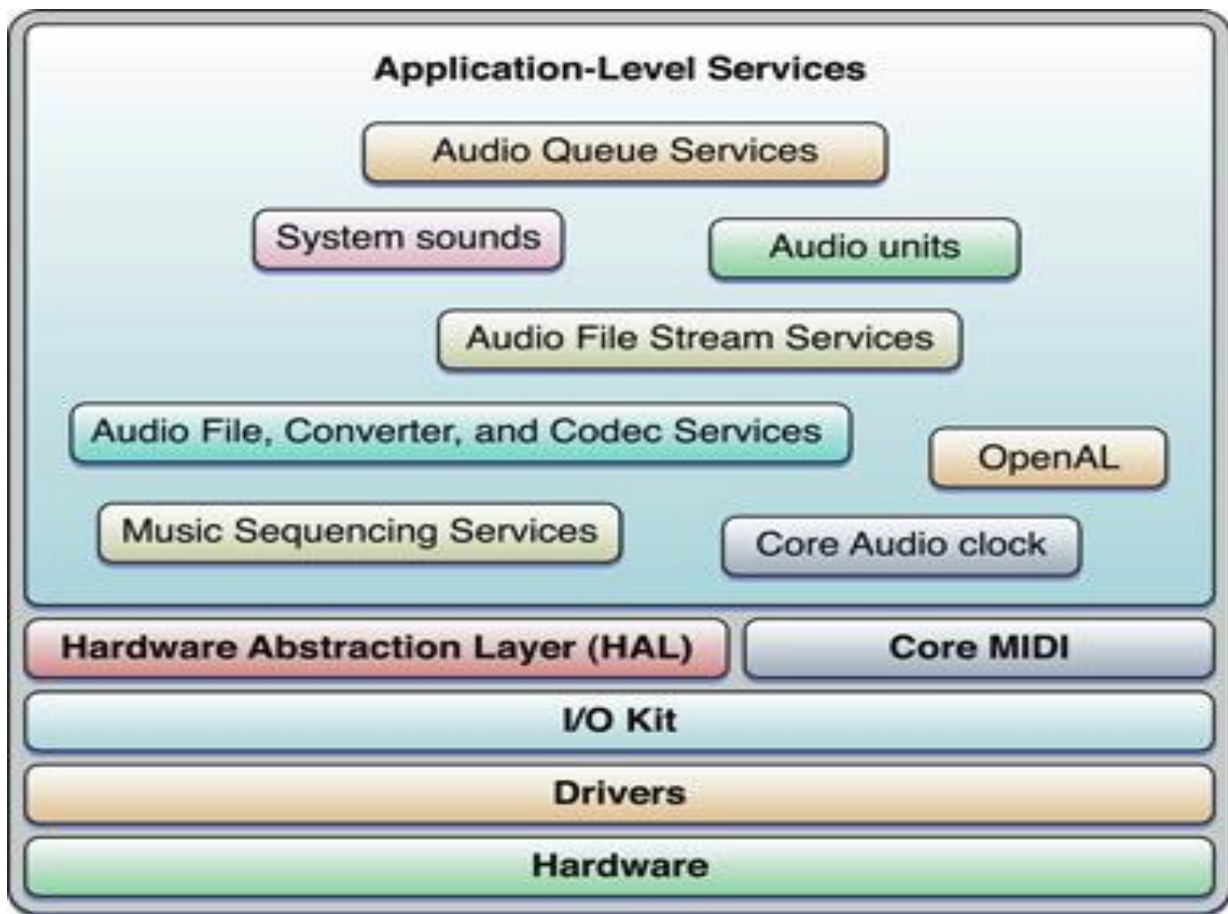 Application-Level Services
Audio Queue Services
System sounds
Audio units
Audio File Stream Services
Audio File, Converter, and Codec Services
OpenAL
Music Sequencing Services
Core Audio clock
Hardware Abstraction Layer (HAL)
Core MIDI
I/O Kit
Drivers
Hardware